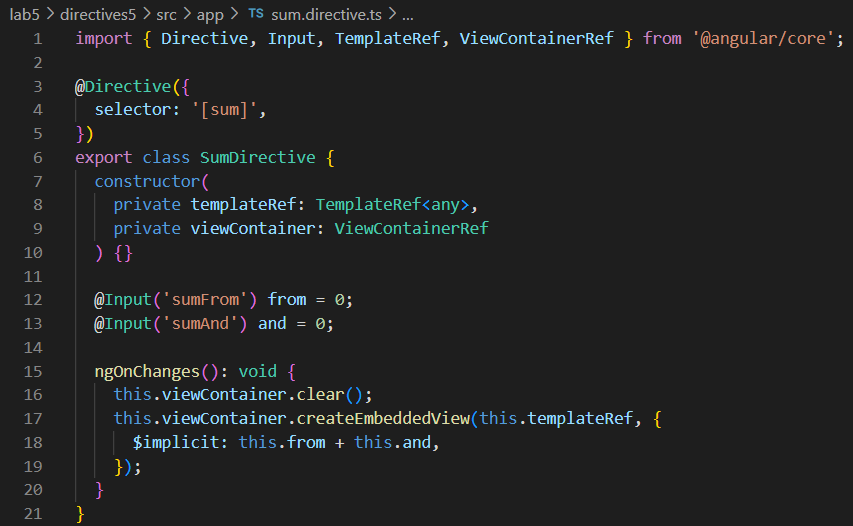 lab5 > directives5 > src > app > TS sum.directive.ts > ...
1 import { Directive, Input, TemplateRef, ViewContainerRef } from '@angular/core';
2
3 @Directive({
4   selector: '[sum]',
5 })
6 export class SumDirective {
7   constructor(
8     private templateRef: TemplateRef<any>,
9     private viewContainer: ViewContainerRef
10   ) {}
11
12   @Input('sumFrom') from = 0;
13   @Input('sumAnd') and = 0;
14
15   ngOnChanges(): void {
16     this.viewContainer.clear();
17     this.viewContainer.createEmbeddedView(this.templateRef, {
18       $implicit: this.from + this.and,
19     });
20   }
21 }